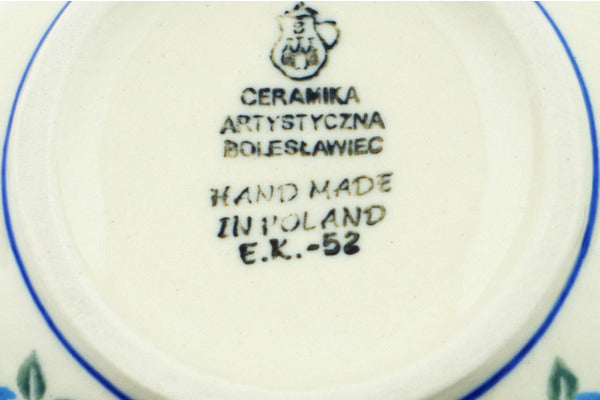 CERAMIKA
ARTYSTYCZNA
BOLESŁAWIEC
HAND MADE
IN POLAND
E.K.-52